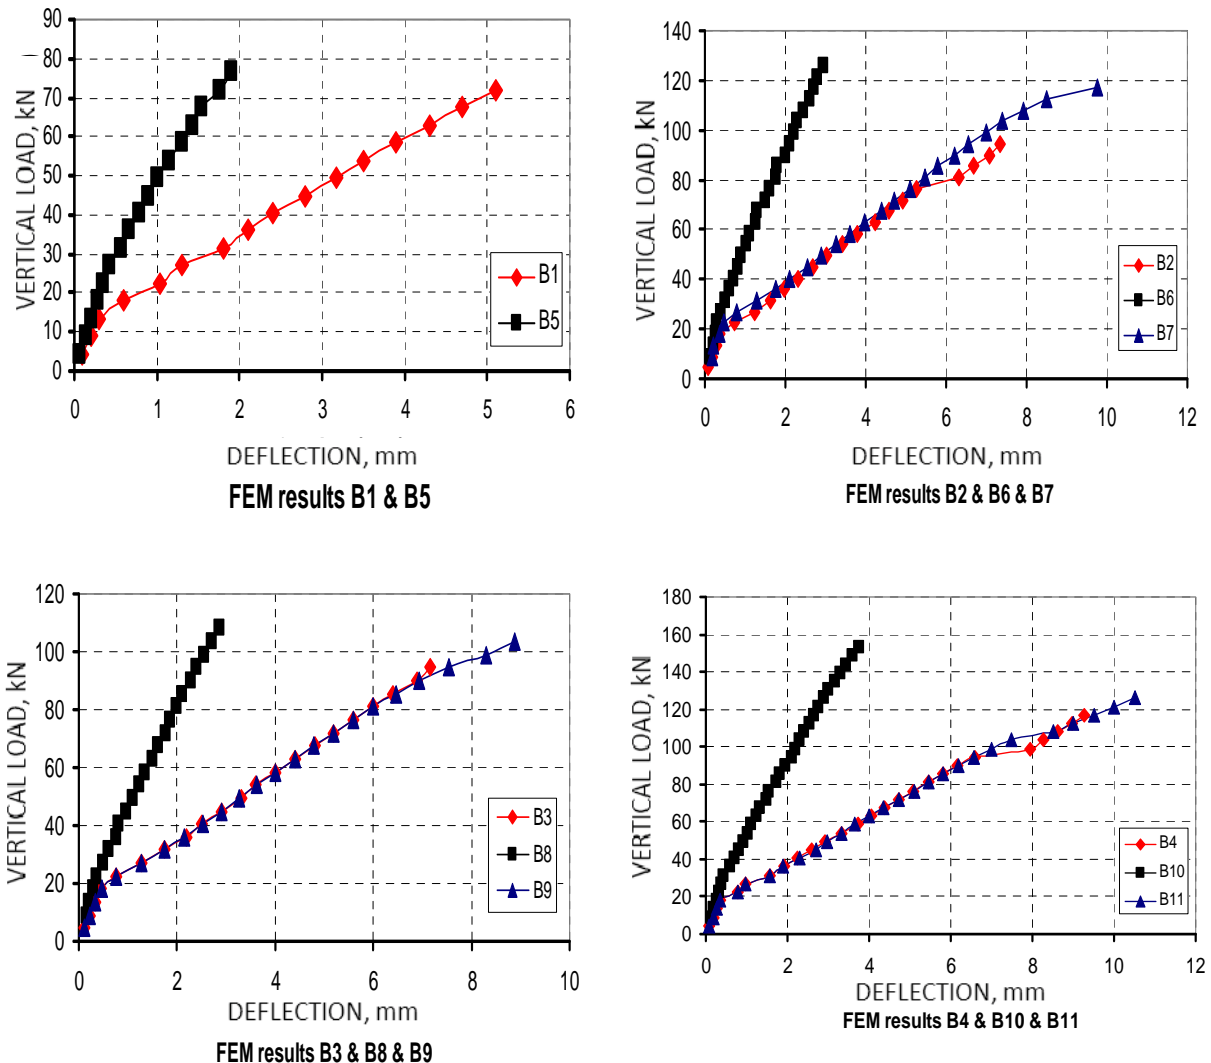 90
80
70
60
50
40
30
20
10
0
VERTICAL LOAD, kN
0 1 2 3 4 5 6
DEFLECTION, mm
B1
B5
FEM results B1 & B5
140
120
100
80
60
40
20
0
VERTICAL LOAD, kN
0 2 4 6 8 10 12
DEFLECTION, mm
B2
B6
B7
FEM results B2 & B6 & B7
120
100
80
60
40
20
0
VERTICAL LOAD, kN
0 2 4 6 8 10
DEFLECTION, mm
B3
B8
B9
FEM results B3 & B8 & B9
180
160
140
120
100
80
60
40
20
0
VERTICAL LOAD, kN
0 2 4 6 8 10 12
DEFLECTION, mm
B4
B10
B11
FEM results B4 & B10 & B11